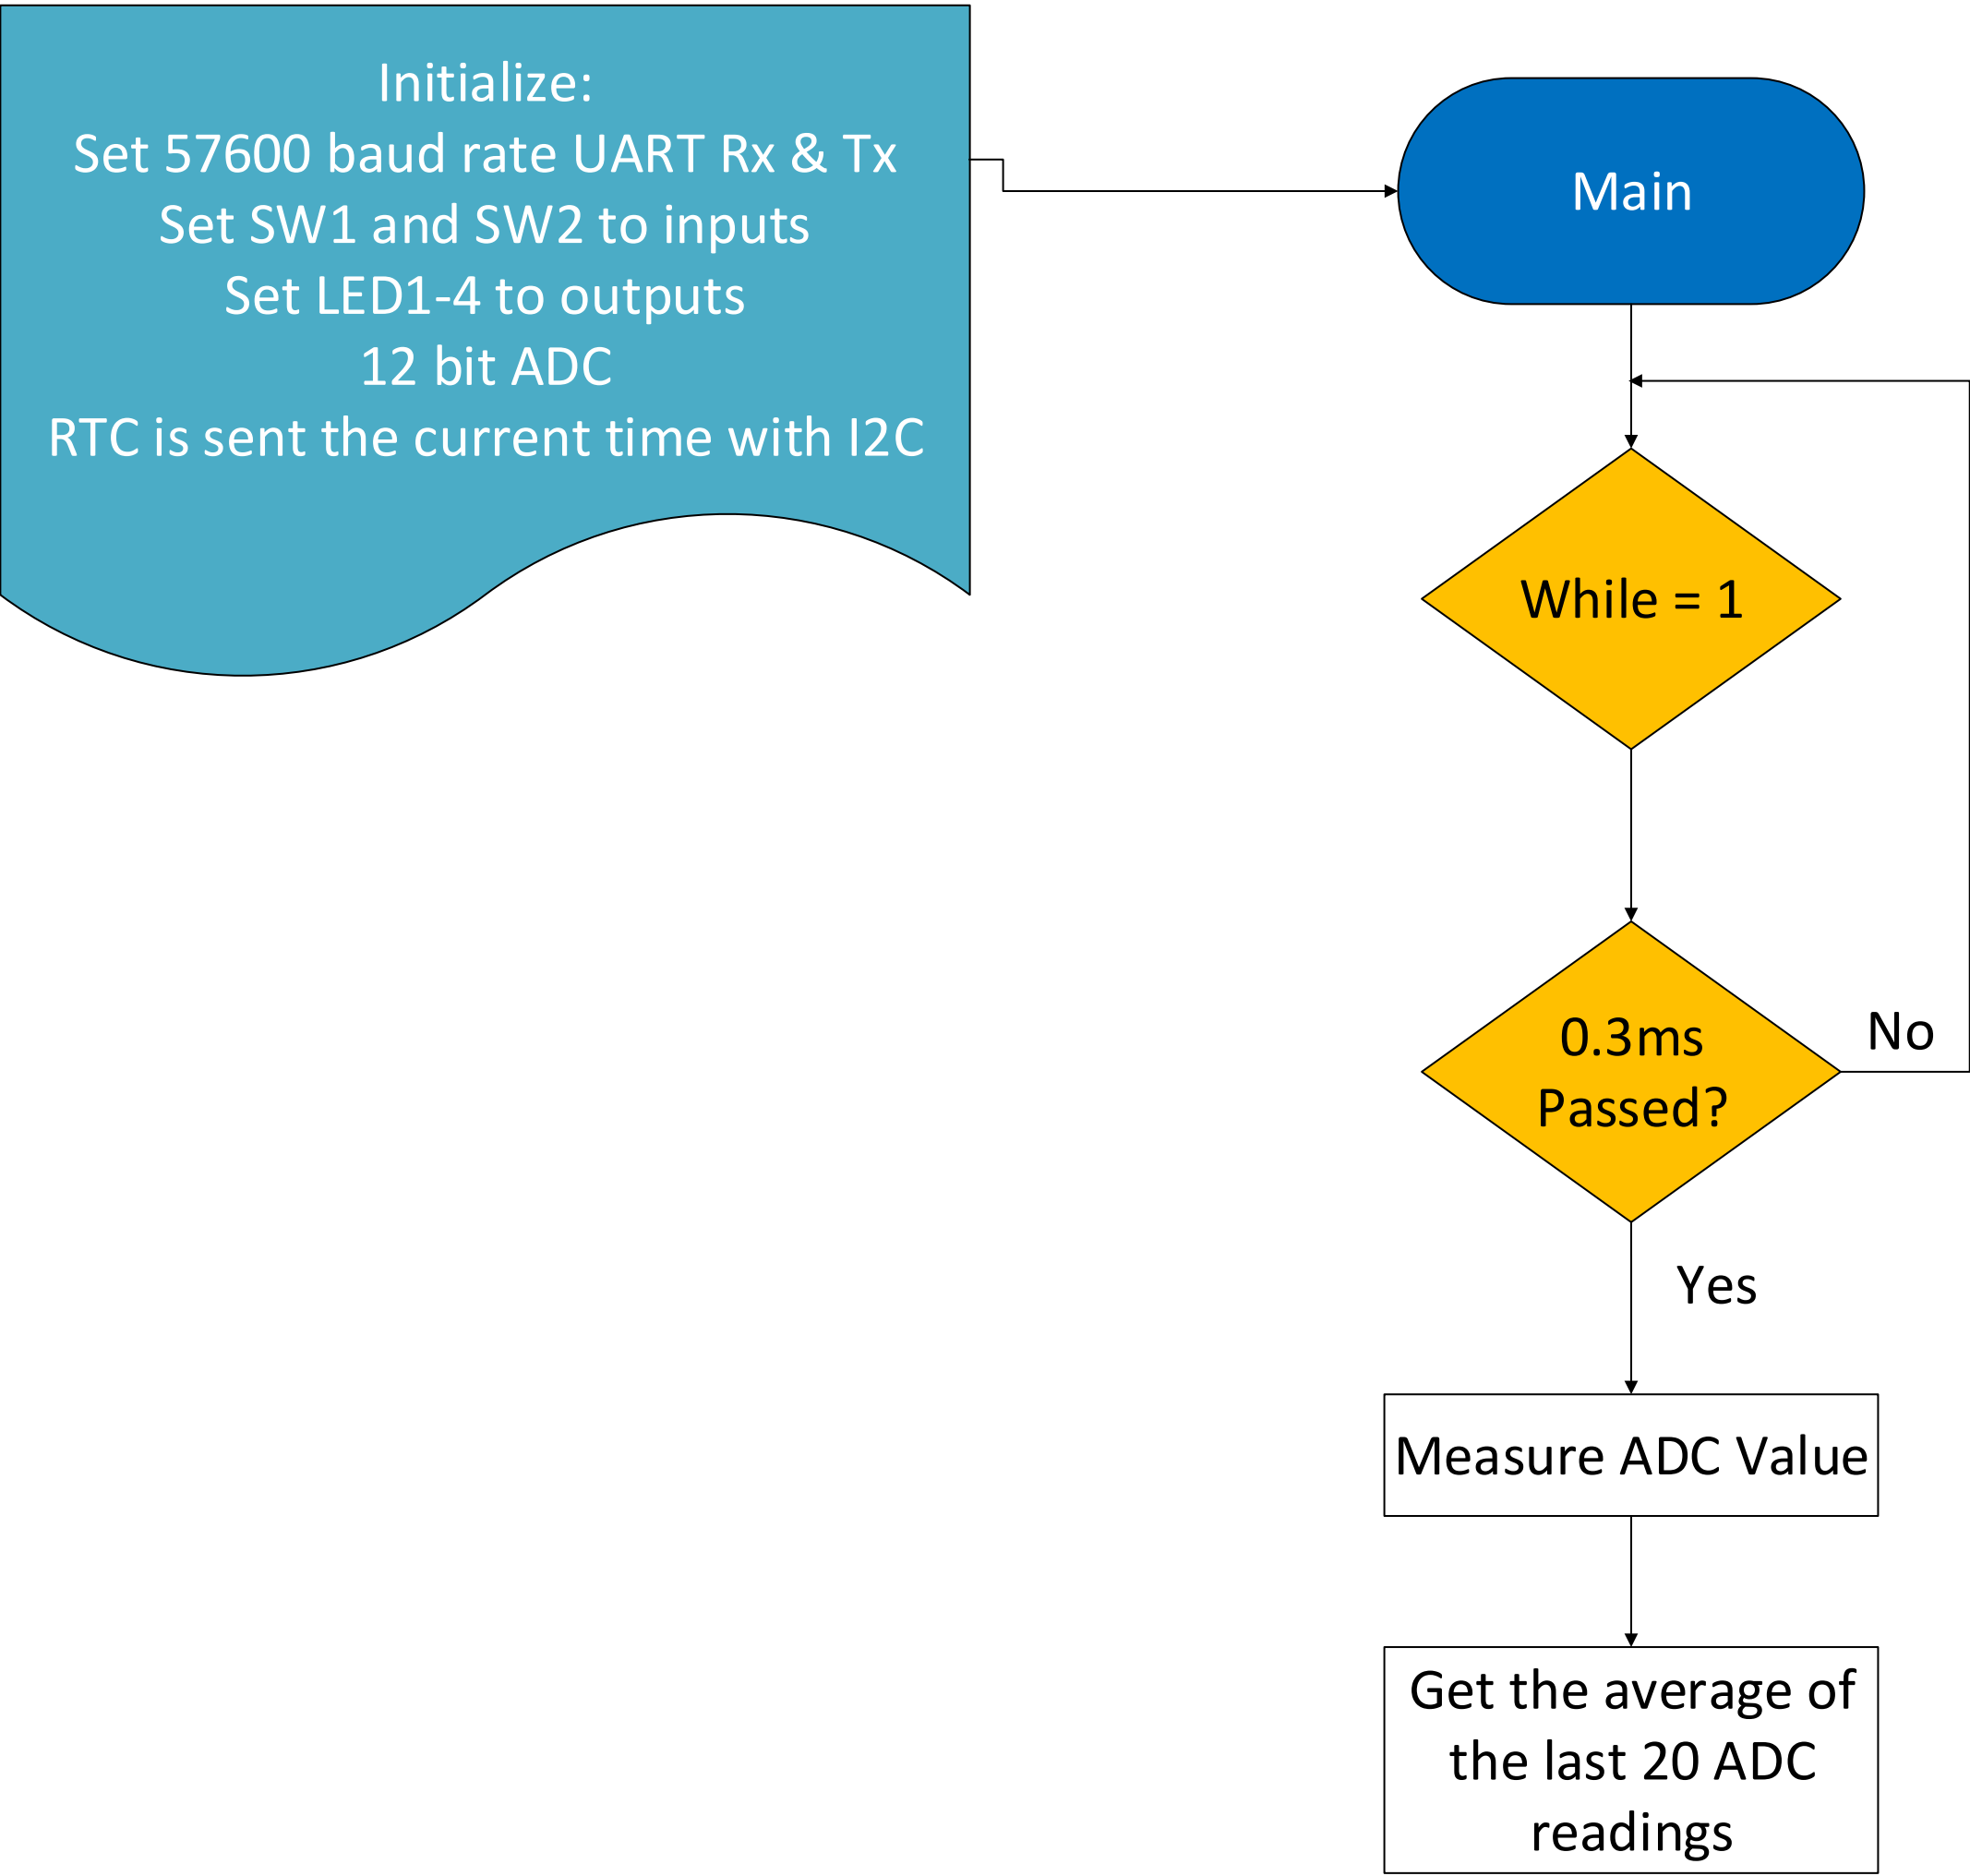 Initialize:
Set 57600 baud rate UART Rx & Tx
Set SW1 and SW2 to inputs
Set LED1-4 to outputs
12 bit ADC
RTC is sent the current time with I2C
Main
While = 1
0.3ms
Passed?
No
Yes
Measure ADC Value
Get the average of
the last 20 ADC
readings